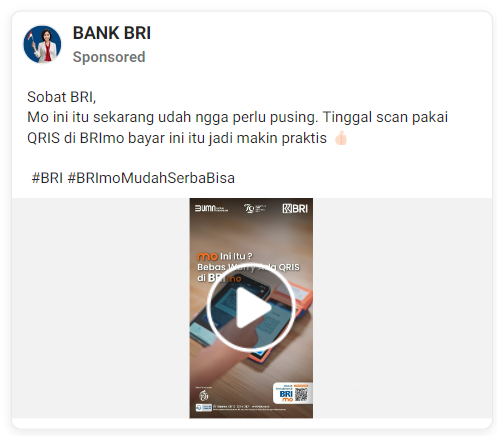 BANK BRI
Sponsored
Sobat BRI,
Mo ini itu sekarang udah ngga perlu pusing. Tinggal scan pakai
QRIS di BRImo bayar ini itu jadi makin praktis 👍🏻
#BRI #BRImoMudahSerbaBisa
BUMN
BRI
mo Ini Itu ?
Bebas Worry Ada QRIS
di BRImo
BRI
mo